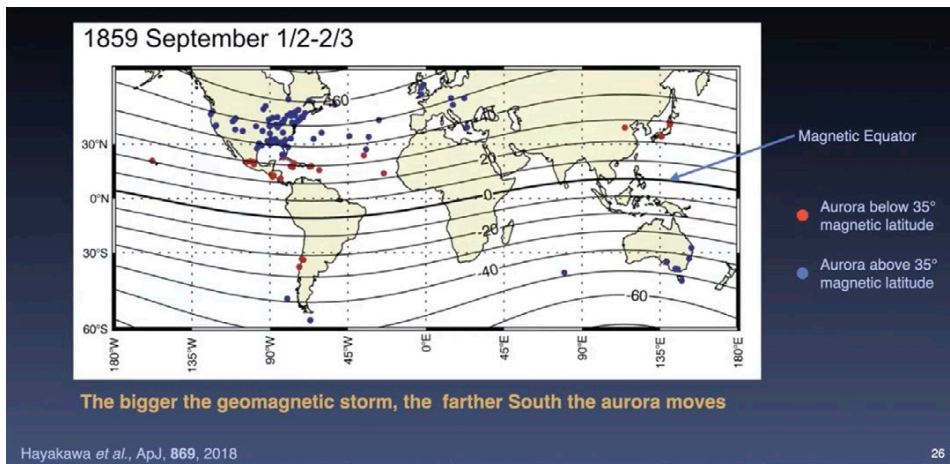 1859 September 1/2-2/3
60
40
20
0
-20
-40
-60
30°N
0°N
30°S
60°S
180°W
135°W
90°W
45°W
0°E
45°E
90°E
135°E
180°E
Magnetic Equator
Aurora below 35°
magnetic latitude
Aurora above 35°
magnetic latitude
The bigger the geomagnetic storm, the farther South the aurora moves
Hayakawa et al., ApJ, 869, 2018
26